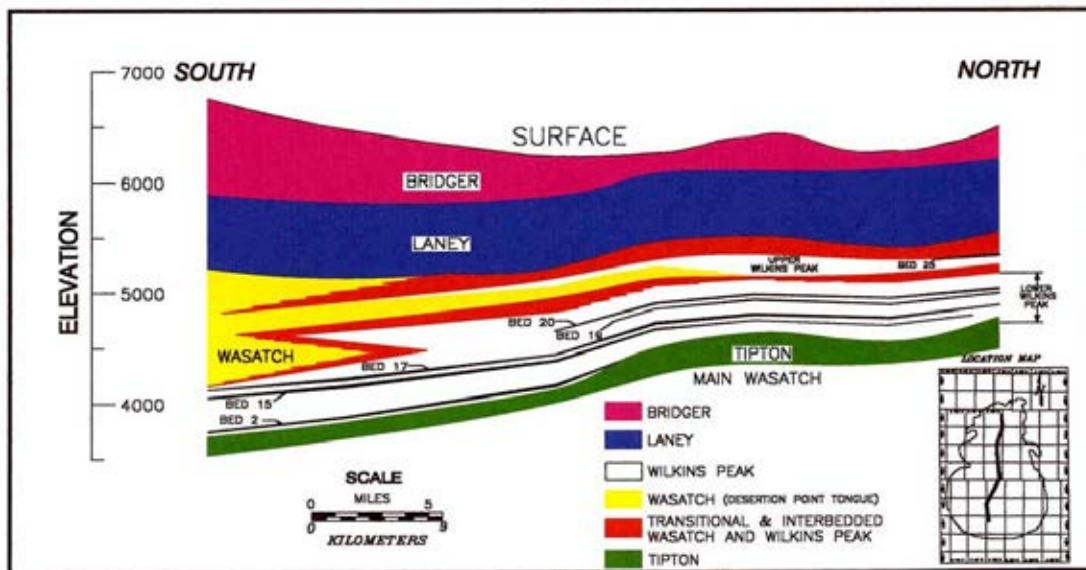 7000
SOUTH
NORTH
SURFACE
6000
BRIDGER
LANEY
ELEVATION
UPPER
WILKINS PEAK
BED 25
5000
LOWER
WILKINS
PEAK
BED 20
BED 19
WASATCH
BED 17
TIPTON
MAIN WASATCH
BED 15
4000
BED 2
LOCATION MAP
N
BRIDGER
LANEY
WILKINS PEAK
WASATCH (DESERTION POINT TONGUE)
TRANSITIONAL & INTERBEDDED
WASATCH AND WILKINS PEAK
TIPTON
SCALE
MILES
0 5
0 8
KILOMETERS